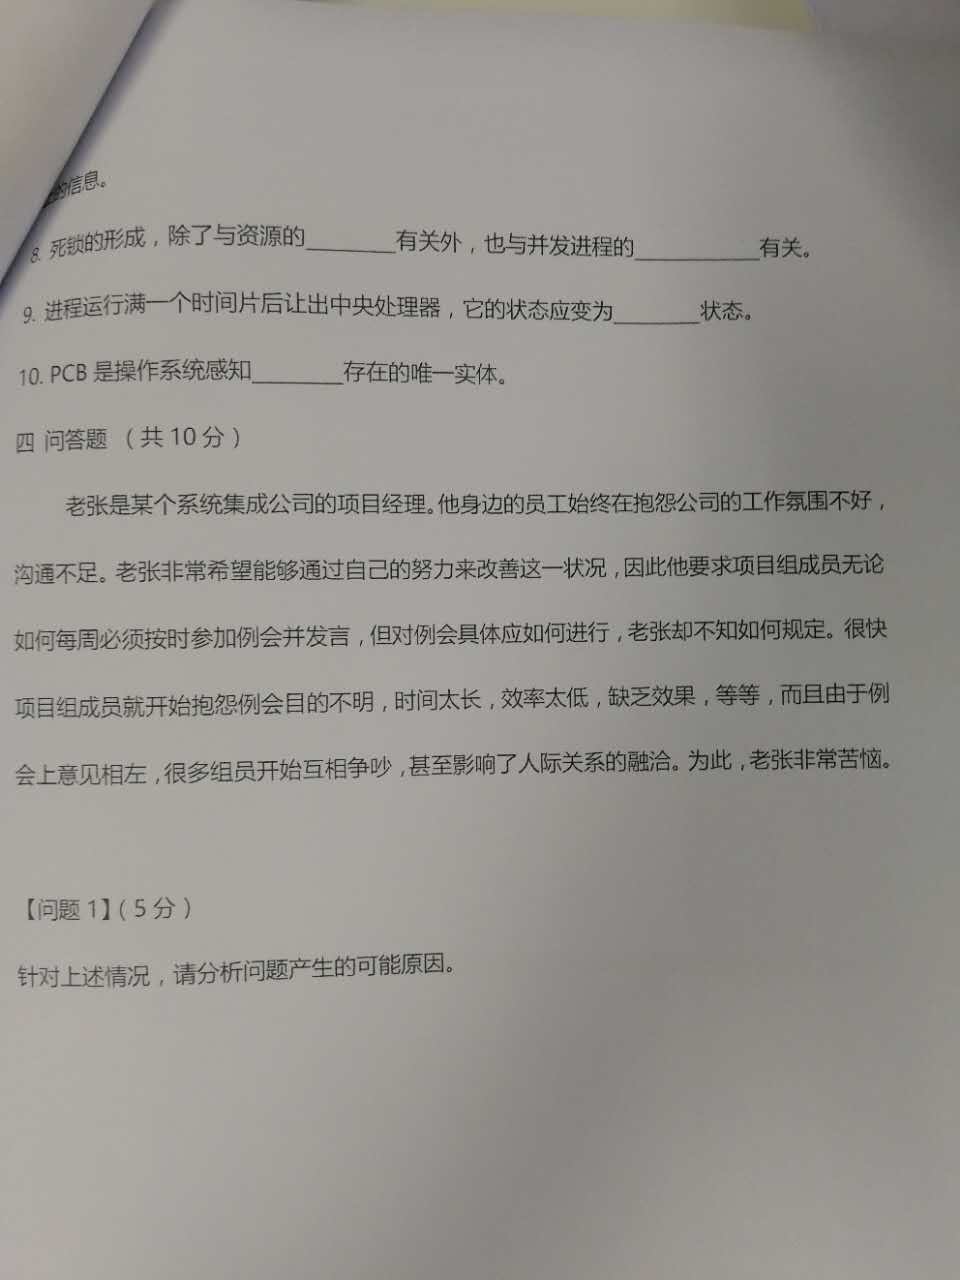 的信息。
8. 死锁的形成，除了与资源的________有关外，也与并发进程的___________有关。
9. 进程运行满一个时间片后让出中央处理器，它的状态应变为________状态。
10. PCB 是操作系统感知________存在的唯一实体。
四 问答题 （共 10 分）
老张是某个系统集成公司的项目经理。他身边的员工始终在抱怨公司的工作氛围不好，
沟通不足。老张非常希望能够通过自己的努力来改善这一状况，因此他要求项目组成员无论
如何每周必须按时参加例会并发言，但对例会具体应如何进行，老张却不知如何规定。很快
项目组成员就开始抱怨例会目的不明，时间太长，效率太低，缺乏效果，等等，而且由于例
会上意见相左，很多组员开始互相争吵，甚至影响了人际关系的融洽。为此，老张非常苦恼。
【问题 1】（5 分）
针对上述情况，请分析问题产生的可能原因。